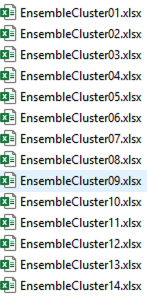 EnsembleCluster01.xlsx
EnsembleCluster02.xlsx
EnsembleCluster03.xlsx
EnsembleCluster04.xlsx
EnsembleCluster05.xlsx
EnsembleCluster06.xlsx
EnsembleCluster07.xlsx
EnsembleCluster08.xlsx
EnsembleCluster09.xlsx
EnsembleCluster10.xlsx
EnsembleCluster11.xlsx
EnsembleCluster12.xlsx
EnsembleCluster13.xlsx
EnsembleCluster14.xlsx